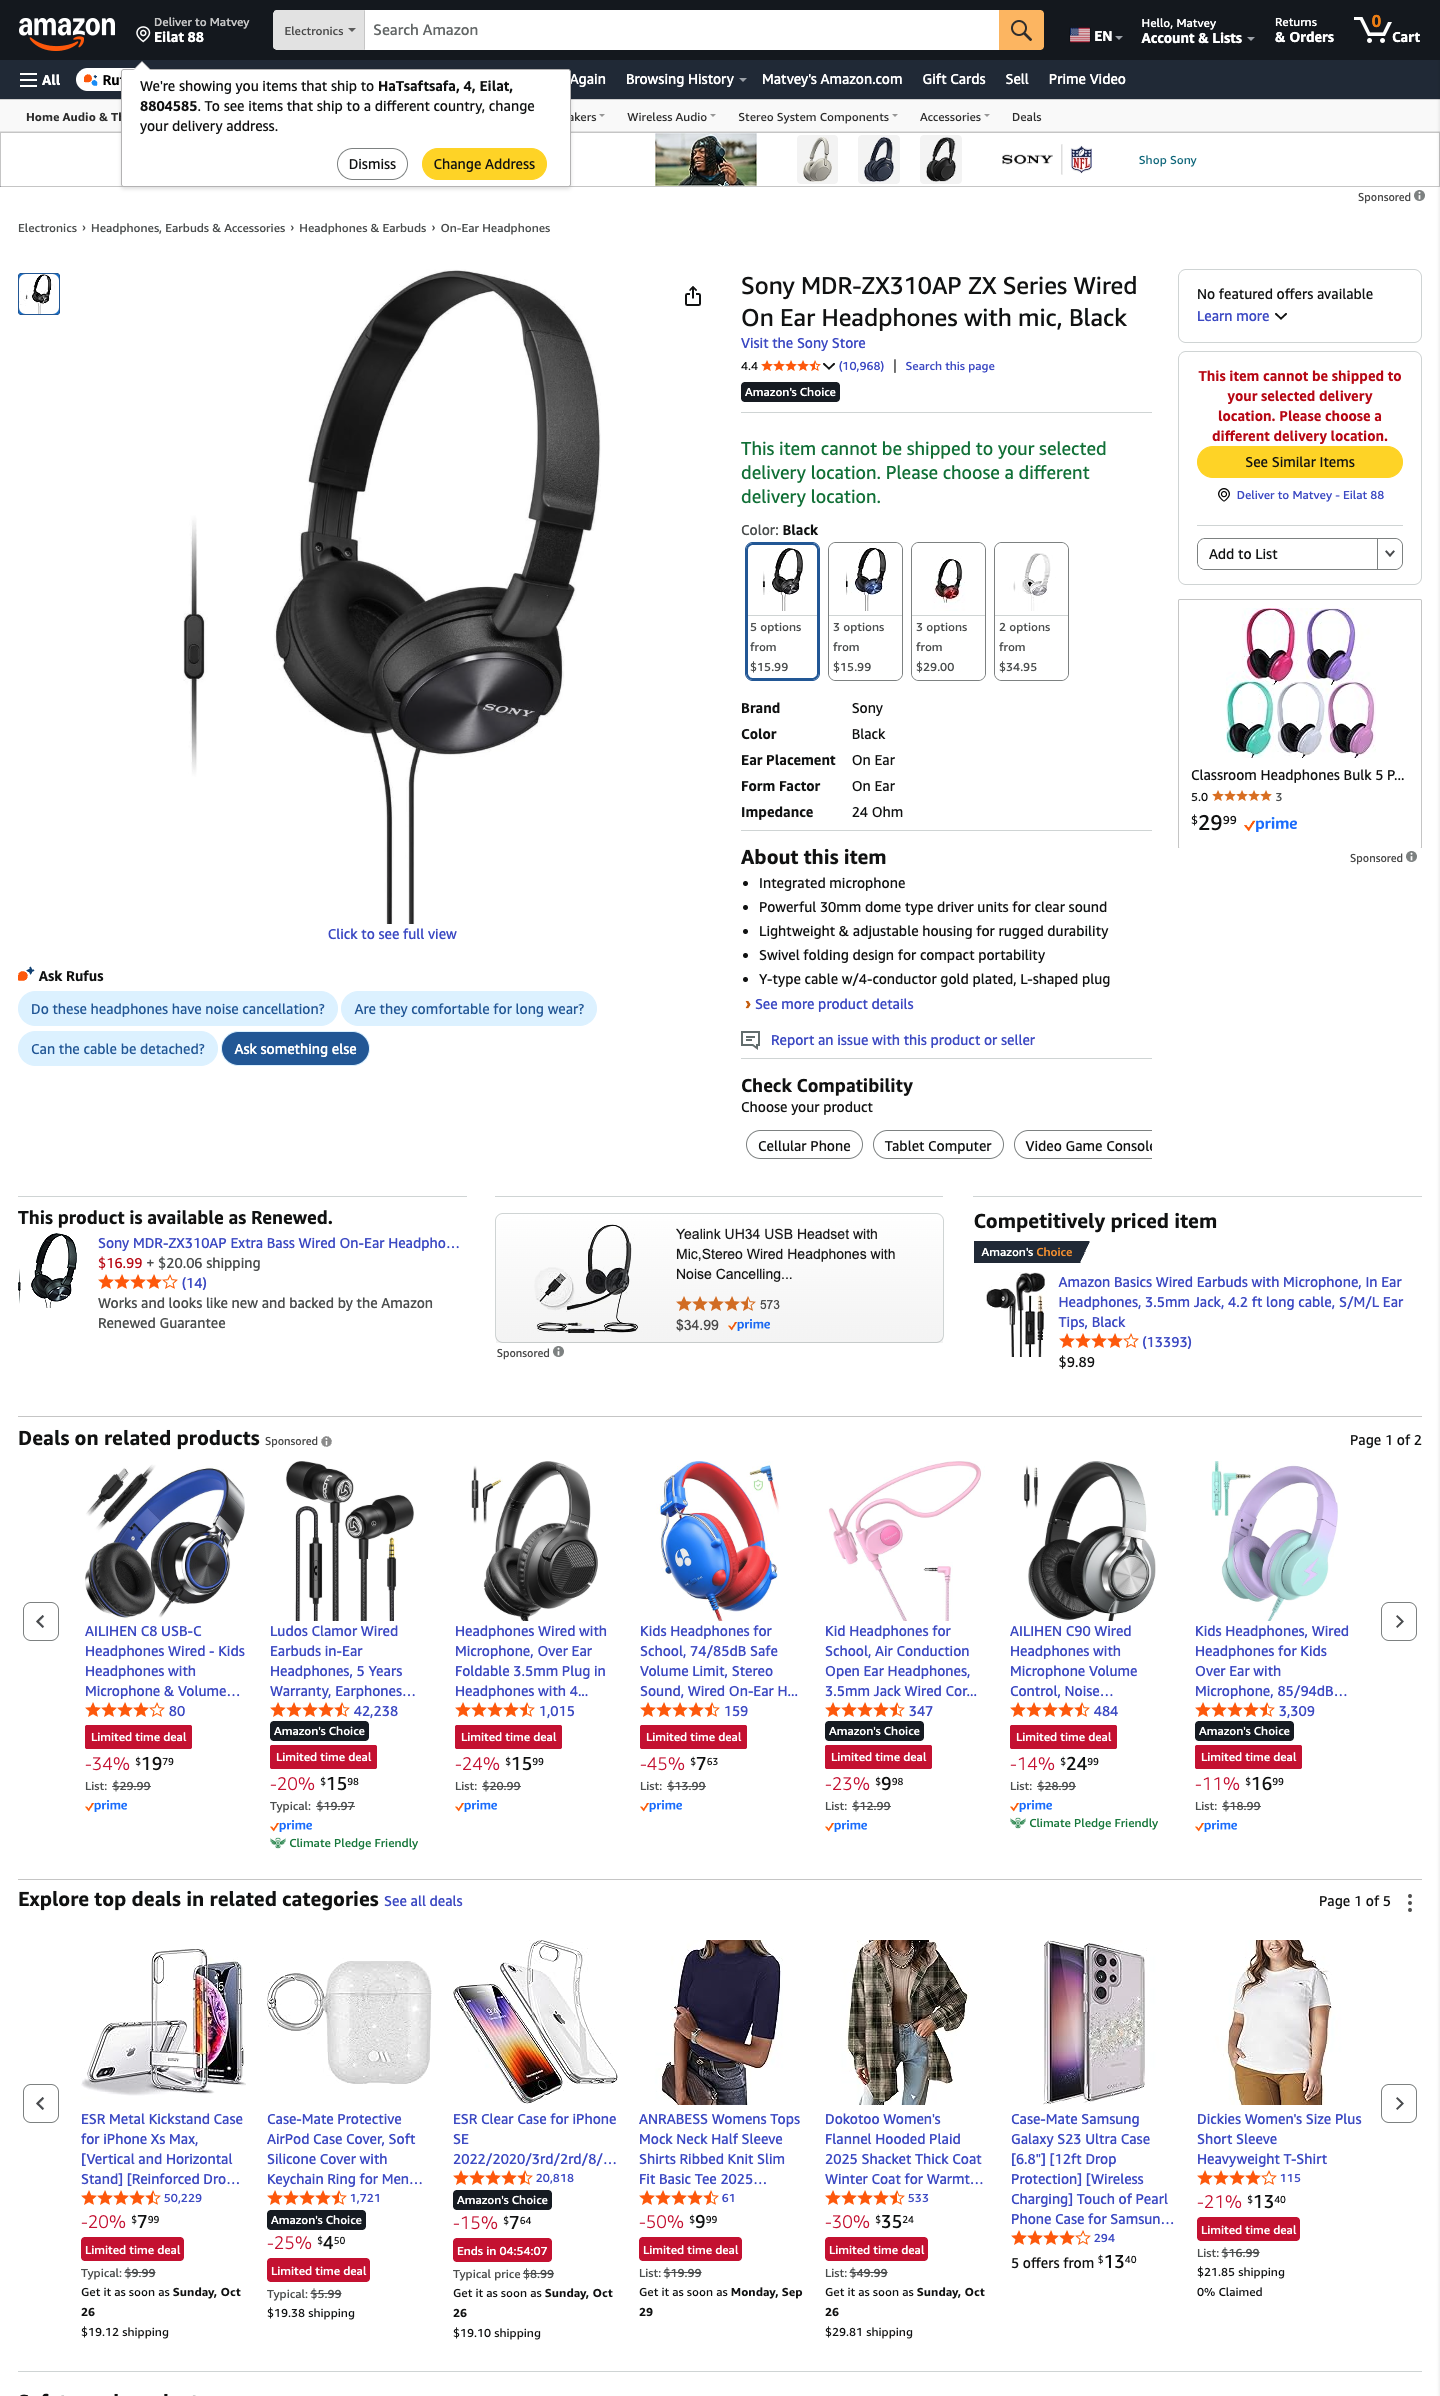 amazon
Deliver to Matvey
Eilat 88
Electronics
Search Amazon
EN
Hello, Matvey
Account & Lists
Returns
& Orders
0
Cart
All
Again
Browsing History
Matvey's Amazon.com
Gift Cards
Sell
Prime Video
We're showing you items that ship to HaTsaftsafa, 4, Eilat,
8804585. To see items that ship to a different country, change
your delivery address.
Dismiss
Change Address
Home Audio &
Wireless Audio
Stereo System Components
Accessories
Deals
SONY
NFL
Shop Sony
Sponsored
Electronics › Headphones, Earbuds & Accessories › Headphones & Earbuds › On-Ear Headphones
SONY
Click to see full view
Ask Rufus
Do these headphones have noise cancellation?
Are they comfortable for long wear?
Can the cable be detached?
Ask something else
Sony MDR-ZX310AP ZX Series Wired
On Ear Headphones with mic, Black
Visit the Sony Store
4.4 (10,968) | Search this page
Amazon's Choice
This item cannot be shipped to your selected
delivery location. Please choose a different
delivery location.
Color: Black
5 options
from
$15.99
3 options
from
$15.99
3 options
from
$29.00
2 options
from
$34.95
Brand Sony
Color Black
Ear Placement On Ear
Form Factor On Ear
Impedance 24 Ohm
About this item
• Integrated microphone
• Powerful 30mm dome type driver units for clear sound
• Lightweight & adjustable housing for rugged durability
• Swivel folding design for compact portability
• Y-type cable w/4-conductor gold plated, L-shaped plug
› See more product details
Report an issue with this product or seller
Check Compatibility
Choose your product
Cellular Phone
Tablet Computer
Video Game Console
No featured offers available
Learn more
This item cannot be shipped to
your selected delivery
location. Please choose a
different delivery location.
See Similar Items
Deliver to Matvey - Eilat 88
Add to List
Classroom Headphones Bulk 5 P...
5.0 3
$29.99 prime
Sponsored
This product is available as Renewed.
Sony MDR-ZX310AP Extra Bass Wired On-Ear Headpho...
$16.99 + $20.06 shipping
(14)
Works and looks like new and backed by the Amazon
Renewed Guarantee
Yealink UH34 USB Headset with
Mic,Stereo Wired Headphones with
Noise Cancelling...
573
$34.99 prime
Sponsored
Competitively priced item
Amazon's Choice
Amazon Basics Wired Earbuds with Microphone, In Ear
Headphones, 3.5mm Jack, 4.2 ft long cable, S/M/L Ear
Tips, Black
(13393)
$9.89
Deals on related products Sponsored
Page 1 of 2
AILIHEN C8 USB-C
Headphones Wired - Kids
Headphones with
Microphone & Volume...
80
Limited time deal
-34% $19.79
List: $29.99
prime
Ludos Clamor Wired
Earbuds in-Ear
Headphones, 5 Years
Warranty, Earphones...
42,238
Amazon's Choice
Limited time deal
-20% $15.98
Typical: $19.97
prime
Climate Pledge Friendly
Headphones Wired with
Microphone, Over Ear
Foldable 3.5mm Plug in
Headphones with 4...
1,015
Limited time deal
-24% $15.99
List: $20.99
prime
Kids Headphones for
School, 74/85dB Safe
Volume Limit, Stereo
Sound, Wired On-Ear H...
159
Limited time deal
-45% $7.63
List: $13.99
prime
Kid Headphones for
School, Air Conduction
Open Ear Headphones,
3.5mm Jack Wired Cor...
347
Amazon's Choice
Limited time deal
-23% $9.98
List: $12.99
prime
AILIHEN C90 Wired
Headphones with
Microphone Volume
Control, Noise...
484
Limited time deal
-14% $24.99
List: $28.99
prime
Climate Pledge Friendly
Kids Headphones, Wired
Headphones for Kids
Over Ear with
Microphone, 85/94dB...
3,309
Amazon's Choice
Limited time deal
-11% $16.99
List: $18.99
prime
Explore top deals in related categories See all deals
Page 1 of 5
ESR Metal Kickstand Case
for iPhone Xs Max,
[Vertical and Horizontal
Stand] [Reinforced Dro...
50,229
-20% $7.99
Limited time deal
Typical: $9.99
Get it as soon as Sunday, Oct
26
$19.12 shipping
Case-Mate Protective
AirPod Case Cover, Soft
Silicone Cover with
Keychain Ring for Men...
1,721
Amazon's Choice
-25% $4.50
Limited time deal
Typical: $5.99
$19.38 shipping
ESR Clear Case for iPhone
SE
2022/2020/3rd/2rd/8/...
20,818
Amazon's Choice
-15% $7.64
Ends in 04:54:07
Typical price $8.99
Get it as soon as Sunday, Oct
26
$19.10 shipping
ANRABESS Womens Tops
Mock Neck Half Sleeve
Shirts Ribbed Knit Slim
Fit Basic Tee 2025...
61
-50% $9.99
Limited time deal
List: $19.99
Get it as soon as Monday, Sep
29
Dokotoo Women's
Flannel Hooded Plaid
2025 Shacket Thick Coat
Winter Coat for Warmt...
533
-30% $35.24
Limited time deal
List: $49.99
Get it as soon as Sunday, Oct
26
$29.81 shipping
Case-Mate Samsung
Galaxy S23 Ultra Case
[6.8"] [12ft Drop
Protection] [Wireless
Charging] Touch of Pearl
Phone Case for Samsun...
294
5 offers from $13.40
Dickies Women's Size Plus
Short Sleeve
Heavyweight T-Shirt
115
-21% $13.40
Limited time deal
List: $16.99
$21.85 shipping
0% Claimed